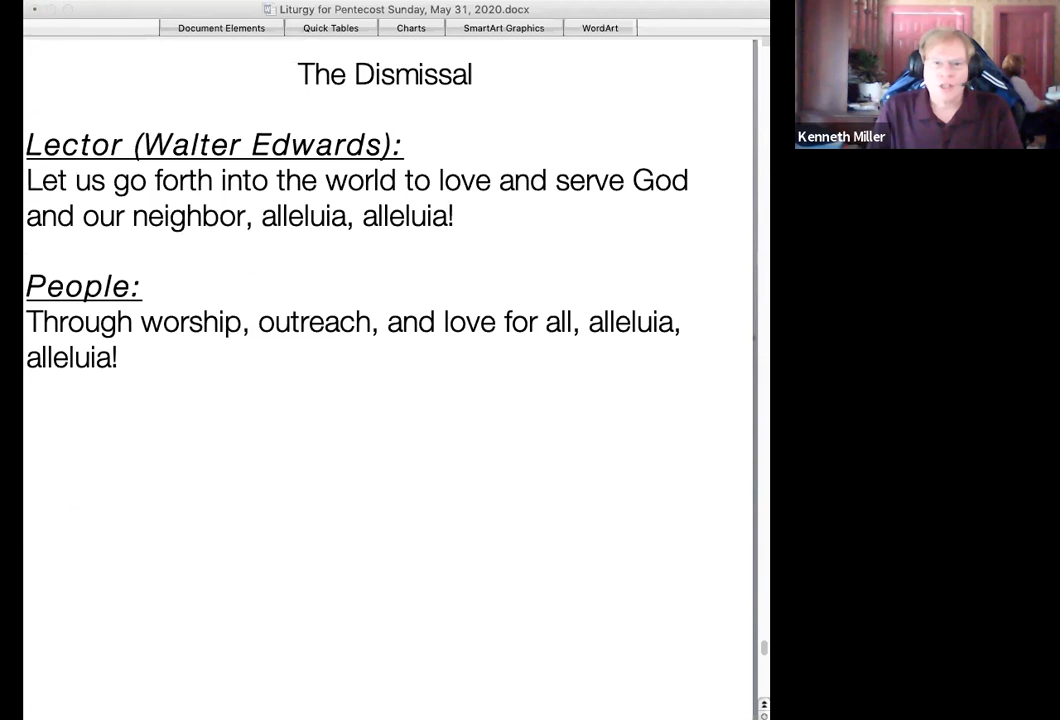 Liturgy for Pentecost Sunday, May 31, 2020.docx
Document Elements Quick Tables Charts SmartArt Graphics WordArt
The Dismissal
Lector (Walter Edwards):
Let us go forth into the world to love and serve God
and our neighbor, alleluia, alleluia!
People:
Through worship, outreach, and love for all, alleluia,
alleluia!
Kenneth Miller